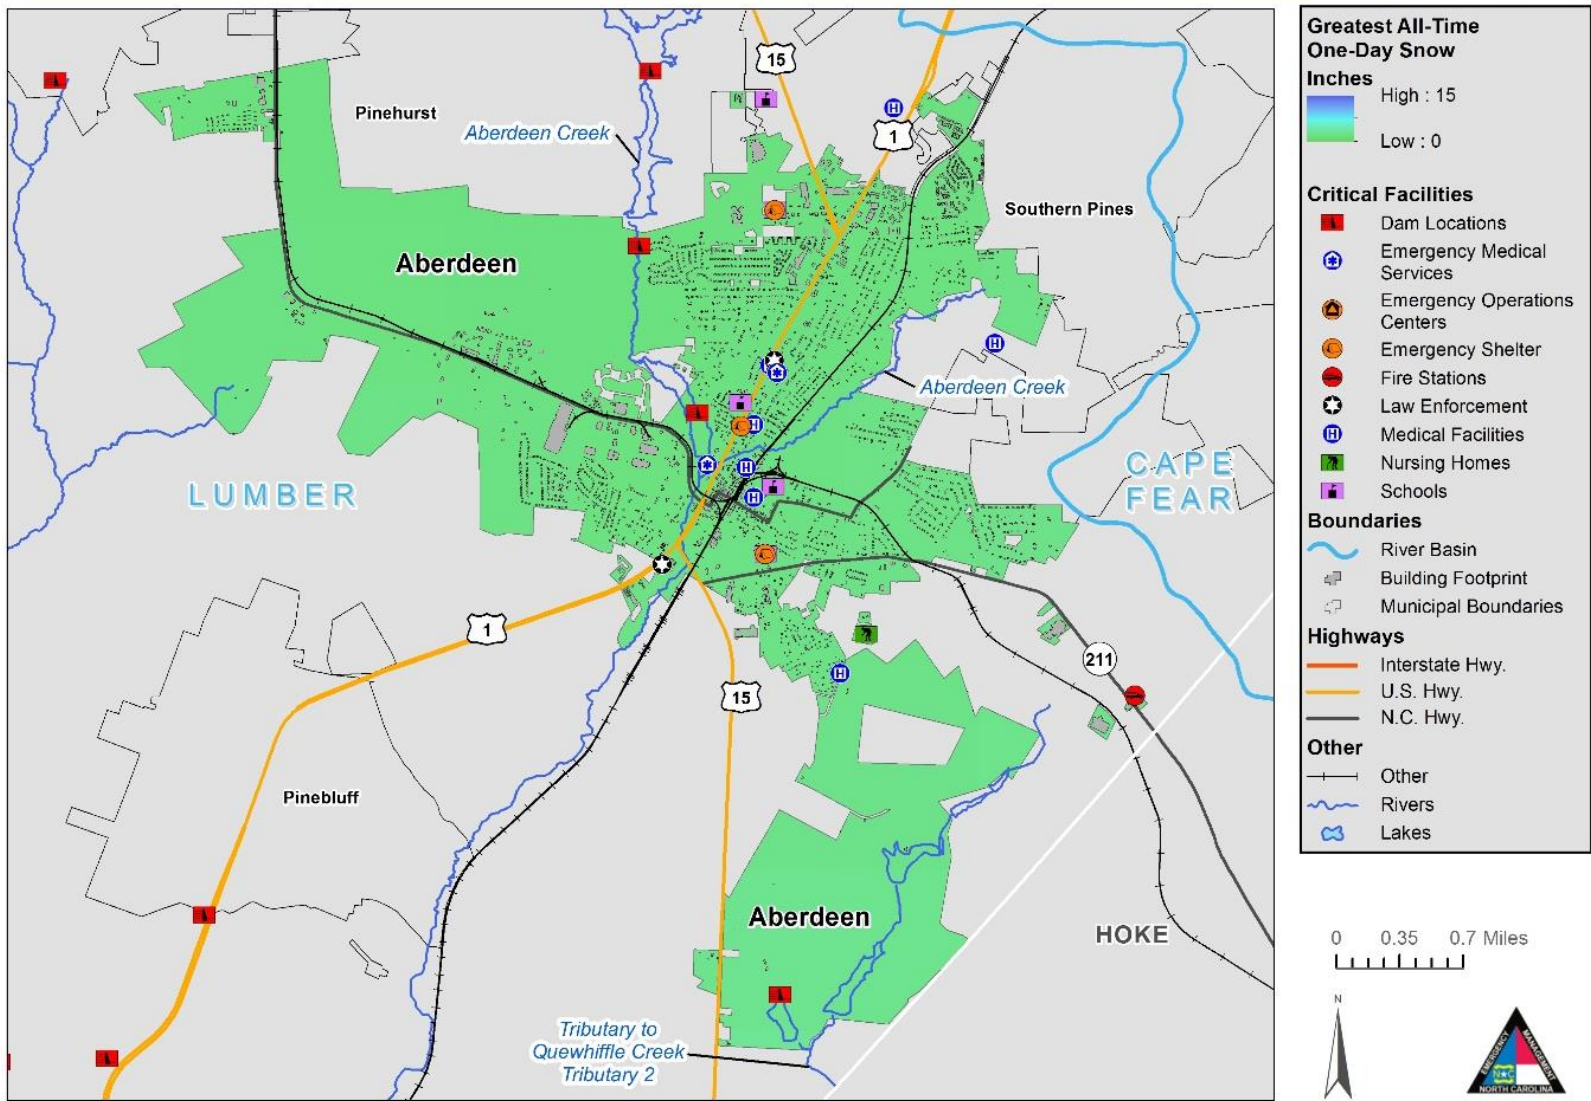 15
Pinehurst
Aberdeen Creek
1
Southern Pines
Aberdeen
Aberdeen Creek
LUMBER
CAPE
FEAR
1
211
15
Pinebluff
Aberdeen
HOKE
Tributary to
Quewhiffle Creek
Tributary 2
Greatest All-Time
One-Day Snow
Inches
High : 15
Low : 0
Critical Facilities
Dam Locations
Emergency Medical
Services
Emergency Operations
Centers
Emergency Shelter
Fire Stations
Law Enforcement
Medical Facilities
Nursing Homes
Schools
Boundaries
River Basin
Building Footprint
Municipal Boundaries
Highways
Interstate Hwy.
U.S. Hwy.
N.C. Hwy.
Other
Other
Rivers
Lakes
0 0.35 0.7 Miles
N
EMERGENCY
MANAGEMENT
N C
NORTH CAROLINA